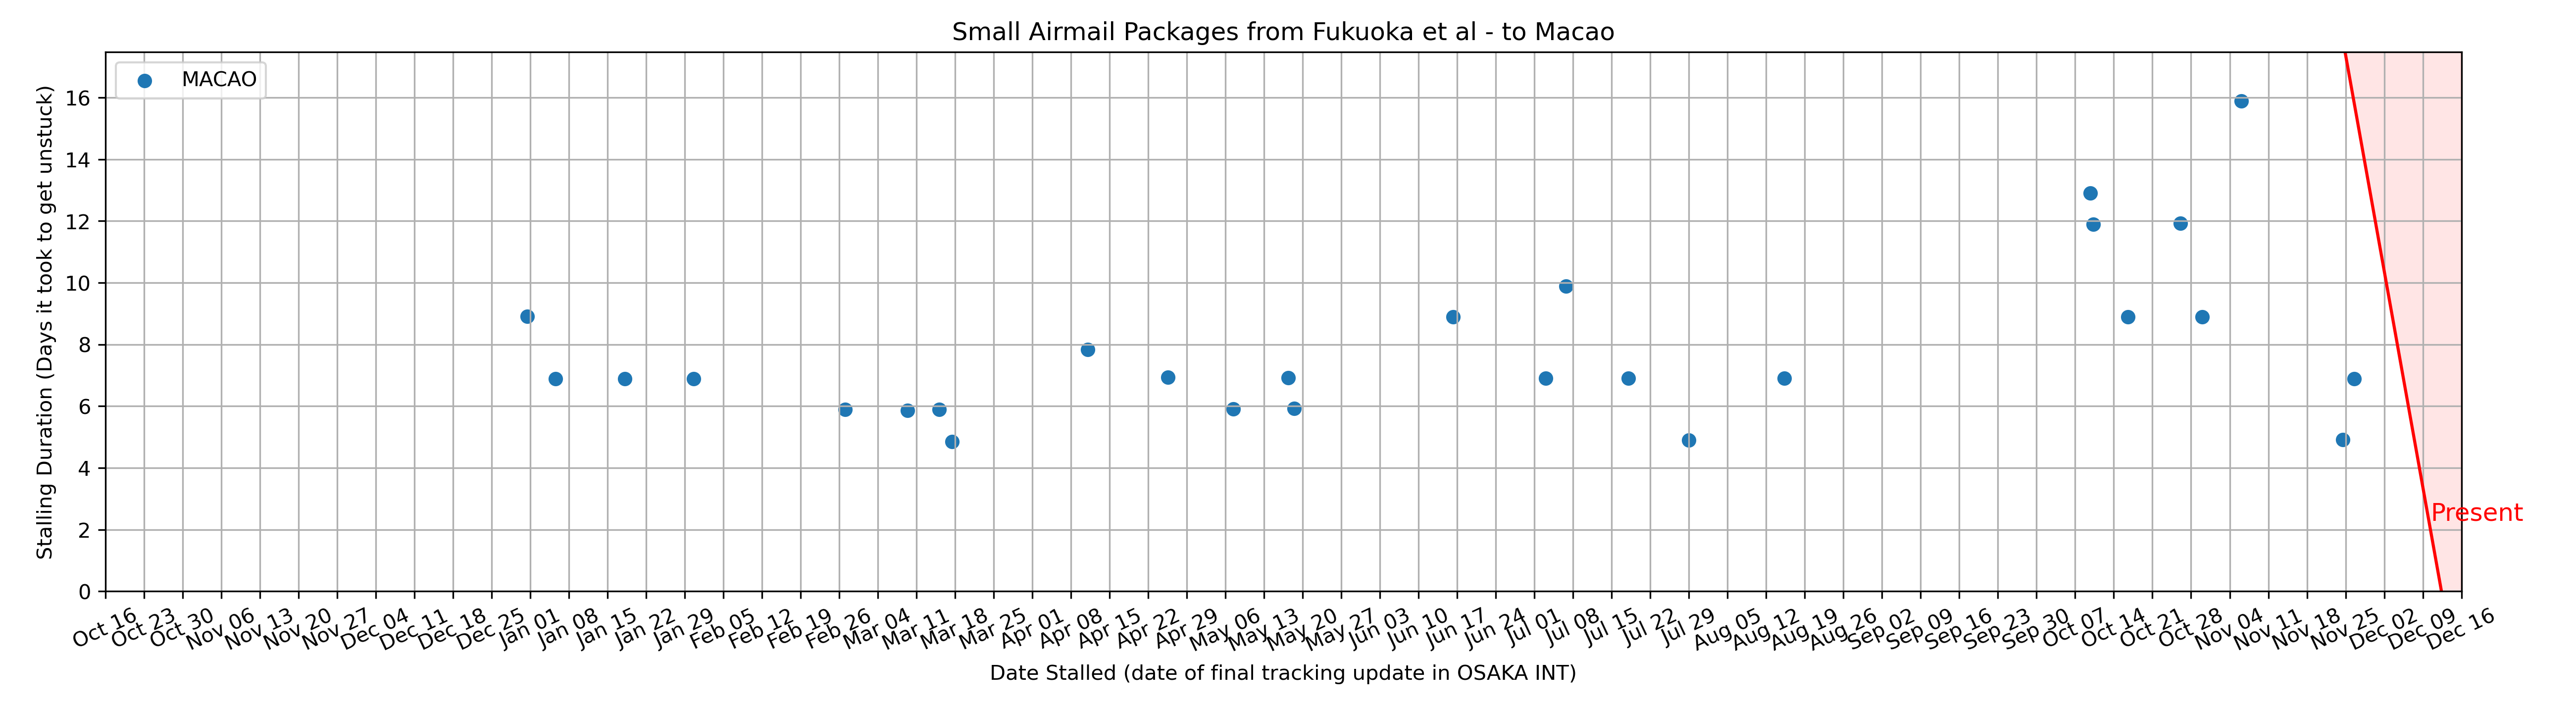 Small Airmail Packages from Fukuoka et al - to Macao
MACAO
Stalling Duration (Days it took to get unstuck)
16
14
12
10
8
6
4
2
0
Present
Oct 16 Oct 23 Oct 30 Nov 06 Nov 13 Nov 20 Nov 27 Dec 04 Dec 11 Dec 18 Dec 25 Jan 01 Jan 08 Jan 15 Jan 22 Jan 29 Feb 05 Feb 12 Feb 19 Feb 26 Mar 04 Mar 11 Mar 18 Mar 25 Apr 01 Apr 08 Apr 15 Apr 22 Apr 29 May 06 May 13 May 20 May 27 Jun 03 Jun 10 Jun 17 Jun 24 Jul 01 Jul 08 Jul 15 Jul 22 Jul 29 Aug 05 Aug 12 Aug 19 Aug 26 Sep 02 Sep 09 Sep 16 Sep 23 Sep 30 Oct 07 Oct 14 Oct 21 Oct 28 Nov 04 Nov 11 Nov 18 Nov 25 Dec 02 Dec 09 Dec 16
Date Stalled (date of final tracking update in OSAKA INT)